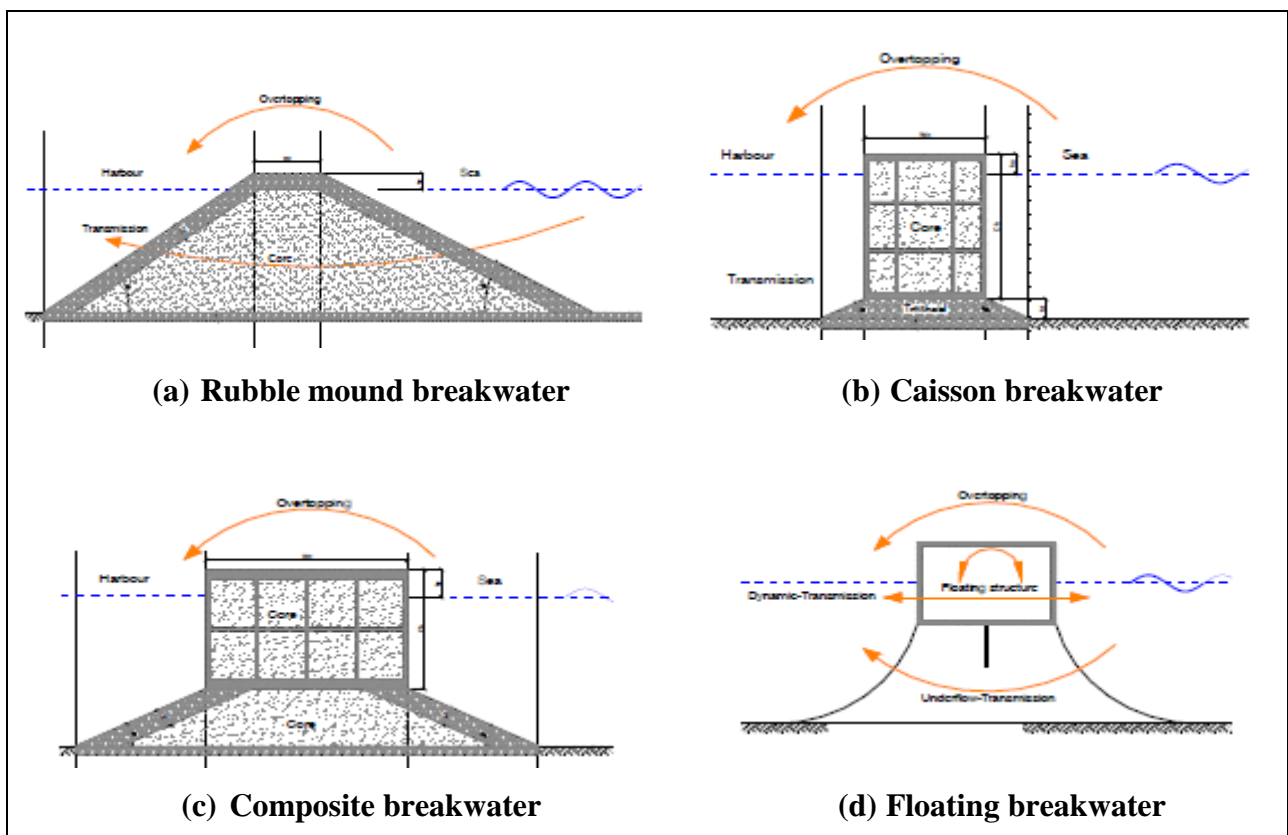 Overtopping
Harbour
Sea
Transmission
Core
(a) Rubble mound breakwater
Overtopping
Harbour
Sea
Core
Transmission
(b) Caisson breakwater
Overtopping
Harbour
Sea
Core
Core
(c) Composite breakwater
Overtopping
Floating structure
Dynamic-Transmission
Underflow-Transmission
(d) Floating breakwater